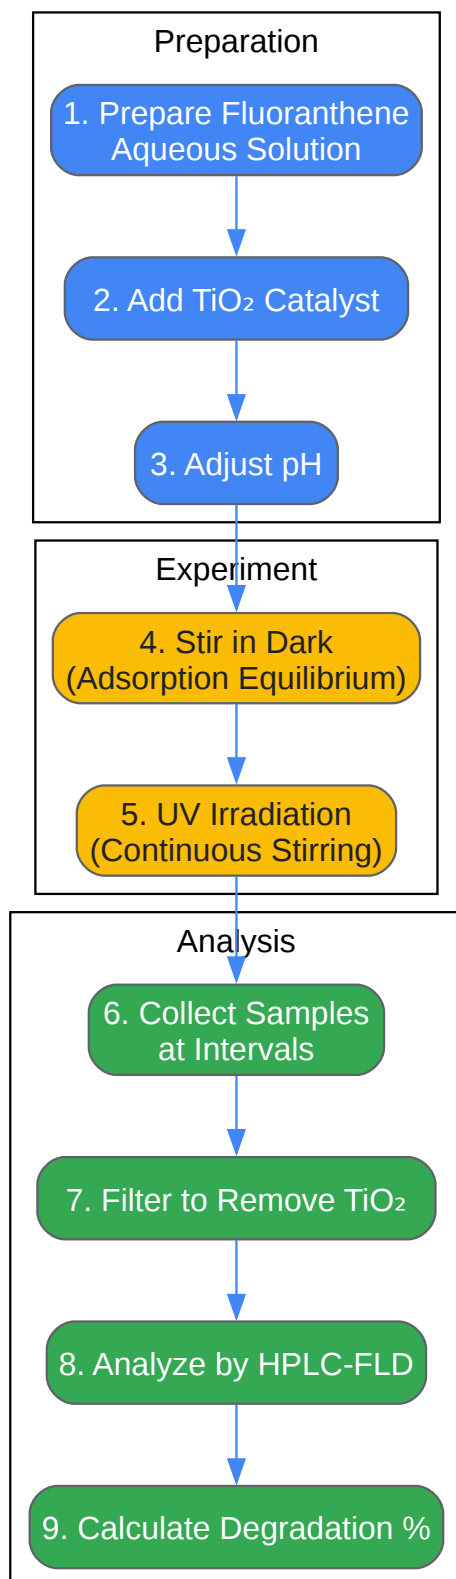 Preparation
1. Prepare Fluoranthene
Aqueous Solution
2. Add TiO₂ Catalyst
3. Adjust pH
Experiment
4. Stir in Dark
(Adsorption Equilibrium)
5. UV Irradiation
(Continuous Stirring)
Analysis
6. Collect Samples
at Intervals
7. Filter to Remove TiO₂
8. Analyze by HPLC-FLD
9. Calculate Degradation %